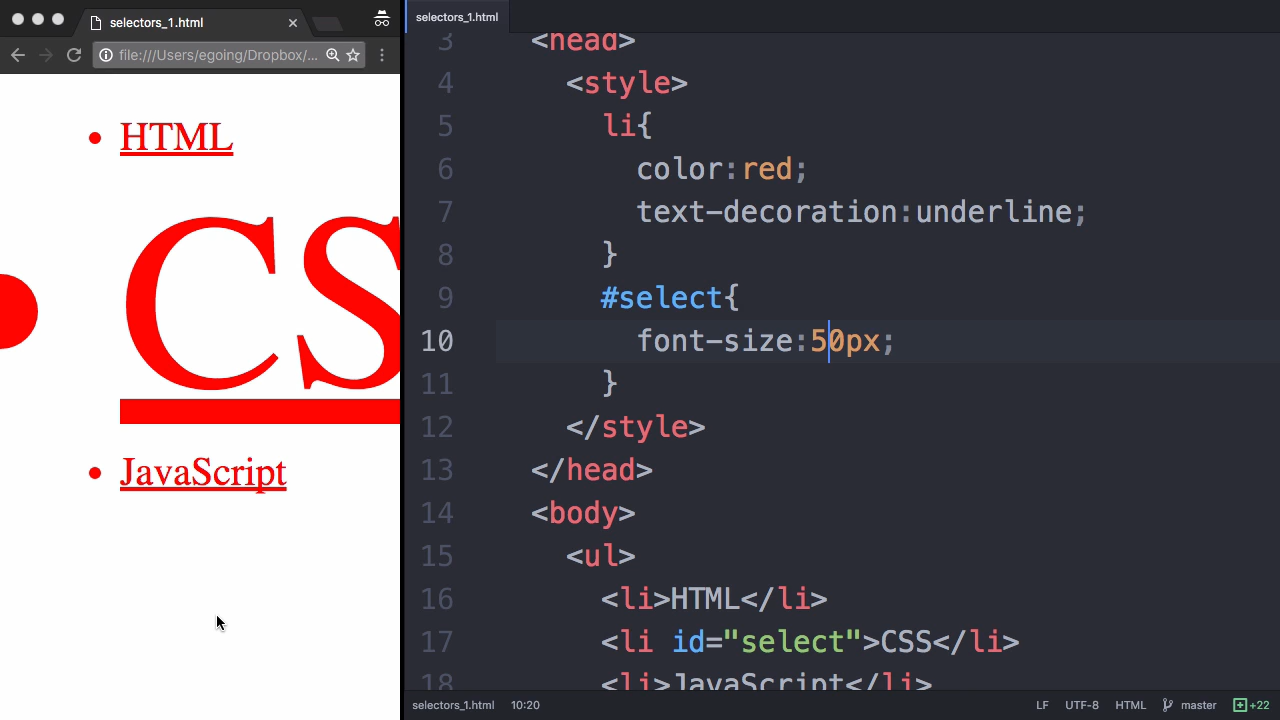 selectors_1.html
file:///Users/egoing/Dropbox/...
HTML
CS
JavaScript
selectors_1.html
3 <head>
4 <style>
5 li{
6 color:red;
7 text-decoration:underline;
8 }
9 #select{
10 font-size:50px;
11 }
12 </style>
13 </head>
14 <body>
15 <ul>
16 <li>HTML</li>
17 <li id="select">CSS</li>
18 <li>JavaScript</li>
selectors_1.html 10:20 LF UTF-8 HTML master +22